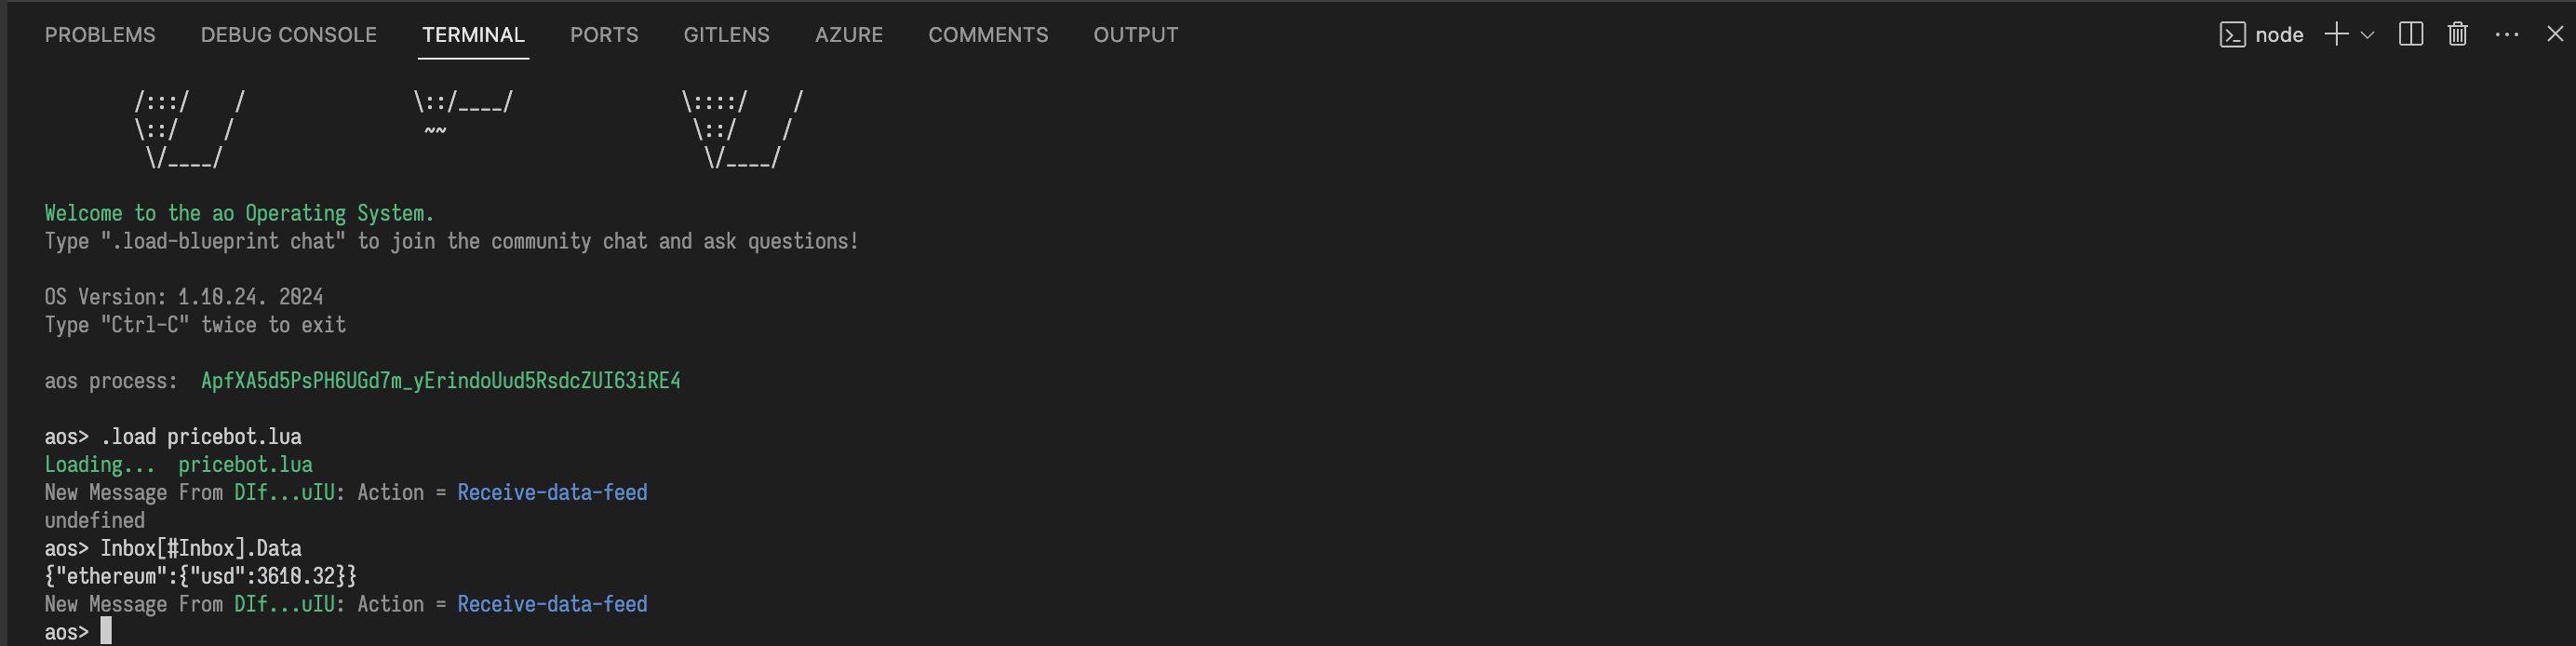 PROBLEMS DEBUG CONSOLE TERMINAL PORTS GITLENS AZURE COMMENTS OUTPUT node
/:::/    /               \::/____/               \::::/    /
\::/    /                 ~~                      \::/    /
 \/____/                                           \/____/
Welcome to the ao Operating System.
Type ".load-blueprint chat" to join the community chat and ask questions!
OS Version: 1.10.24. 2024
Type "Ctrl-C" twice to exit
aos process:  ApfXA5d5PsPH6UGd7m_yErindoUud5RsdcZUI63iRE4
aos> .load pricebot.lua
Loading...  pricebot.lua
New Message From DIf...uIU: Action = Receive-data-feed
undefined
aos> Inbox[#Inbox].Data
{"ethereum":{"usd":3610.32}}
New Message From DIf...uIU: Action = Receive-data-feed
aos>